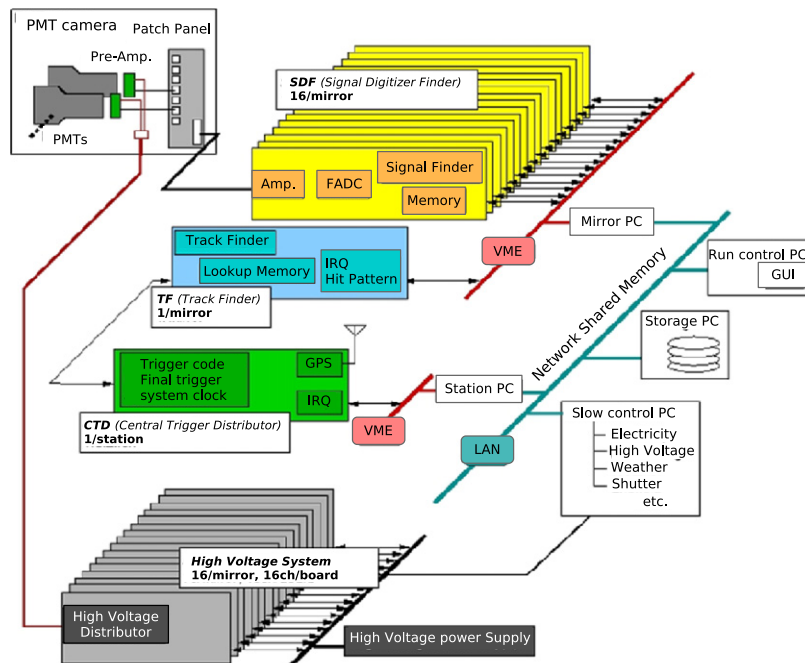 PMT camera
Patch Panel
Pre-Amp.
PMTs
SDF (Signal Digitizer Finder)
16/mirror
Signal Finder
Amp.
FADC
Memory
Track Finder
Lookup Memory
IRQ
Hit Pattern
TF (Track Finder)
1/mirror
VME
Mirror PC
Run control PC
GUI
Network Shared Memory
Storage PC
Trigger code
Final trigger
system clock
GPS
IRQ
CTD (Central Trigger Distributor)
1/station
VME
Station PC
LAN
Slow control PC
Electricity
High Voltage
Weather
Shutter
etc.
High Voltage System
16/mirror, 16ch/board
High Voltage
Distributor
High Voltage power Supply